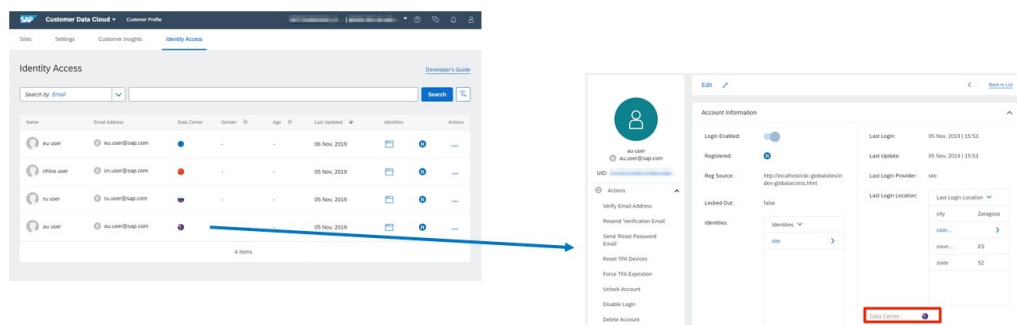 SAP Customer Data Cloud Customer Profile
Sites Settings Customer Insights Identity Access
Identity Access
Developer's Guide
Search by Email Search
Name Email Address Data Center Gender Age Last Updated Identities Actions
eu user eu.user@sap.com - - 06 Nov, 2019 R ...
china user cn.user@sap.com - - 05 Nov, 2019 R ...
ru user ru.user@sap.com - - 05 Nov, 2019 R ...
au user au.user@sap.com - - 05 Nov, 2019 R ...
4 items
au user
au.user@sap.com
UID:
Actions
Verify Email Address
Resend 'Verification Email'
Send 'Reset Password
Email'
Reset TFA Devices
Force TFA Expiration
Unlock Account
Disable Login
Delete Account
Edit
Back to List
Account Information
Login Enabled:
Registered: R
Reg Source: http://localhost/cdc-globalsites/in
dex-globalaccess.html
Locked Out: false
Identities: Identities
site
Last Login: 05 Nov, 2019 | 15:53
Last Update: 05 Nov, 2019 | 15:53
Last Login Provider: site
Last Login Location: Last Login Location
city Zaragoza
coor...
coun... ES
state 52
Data Center :